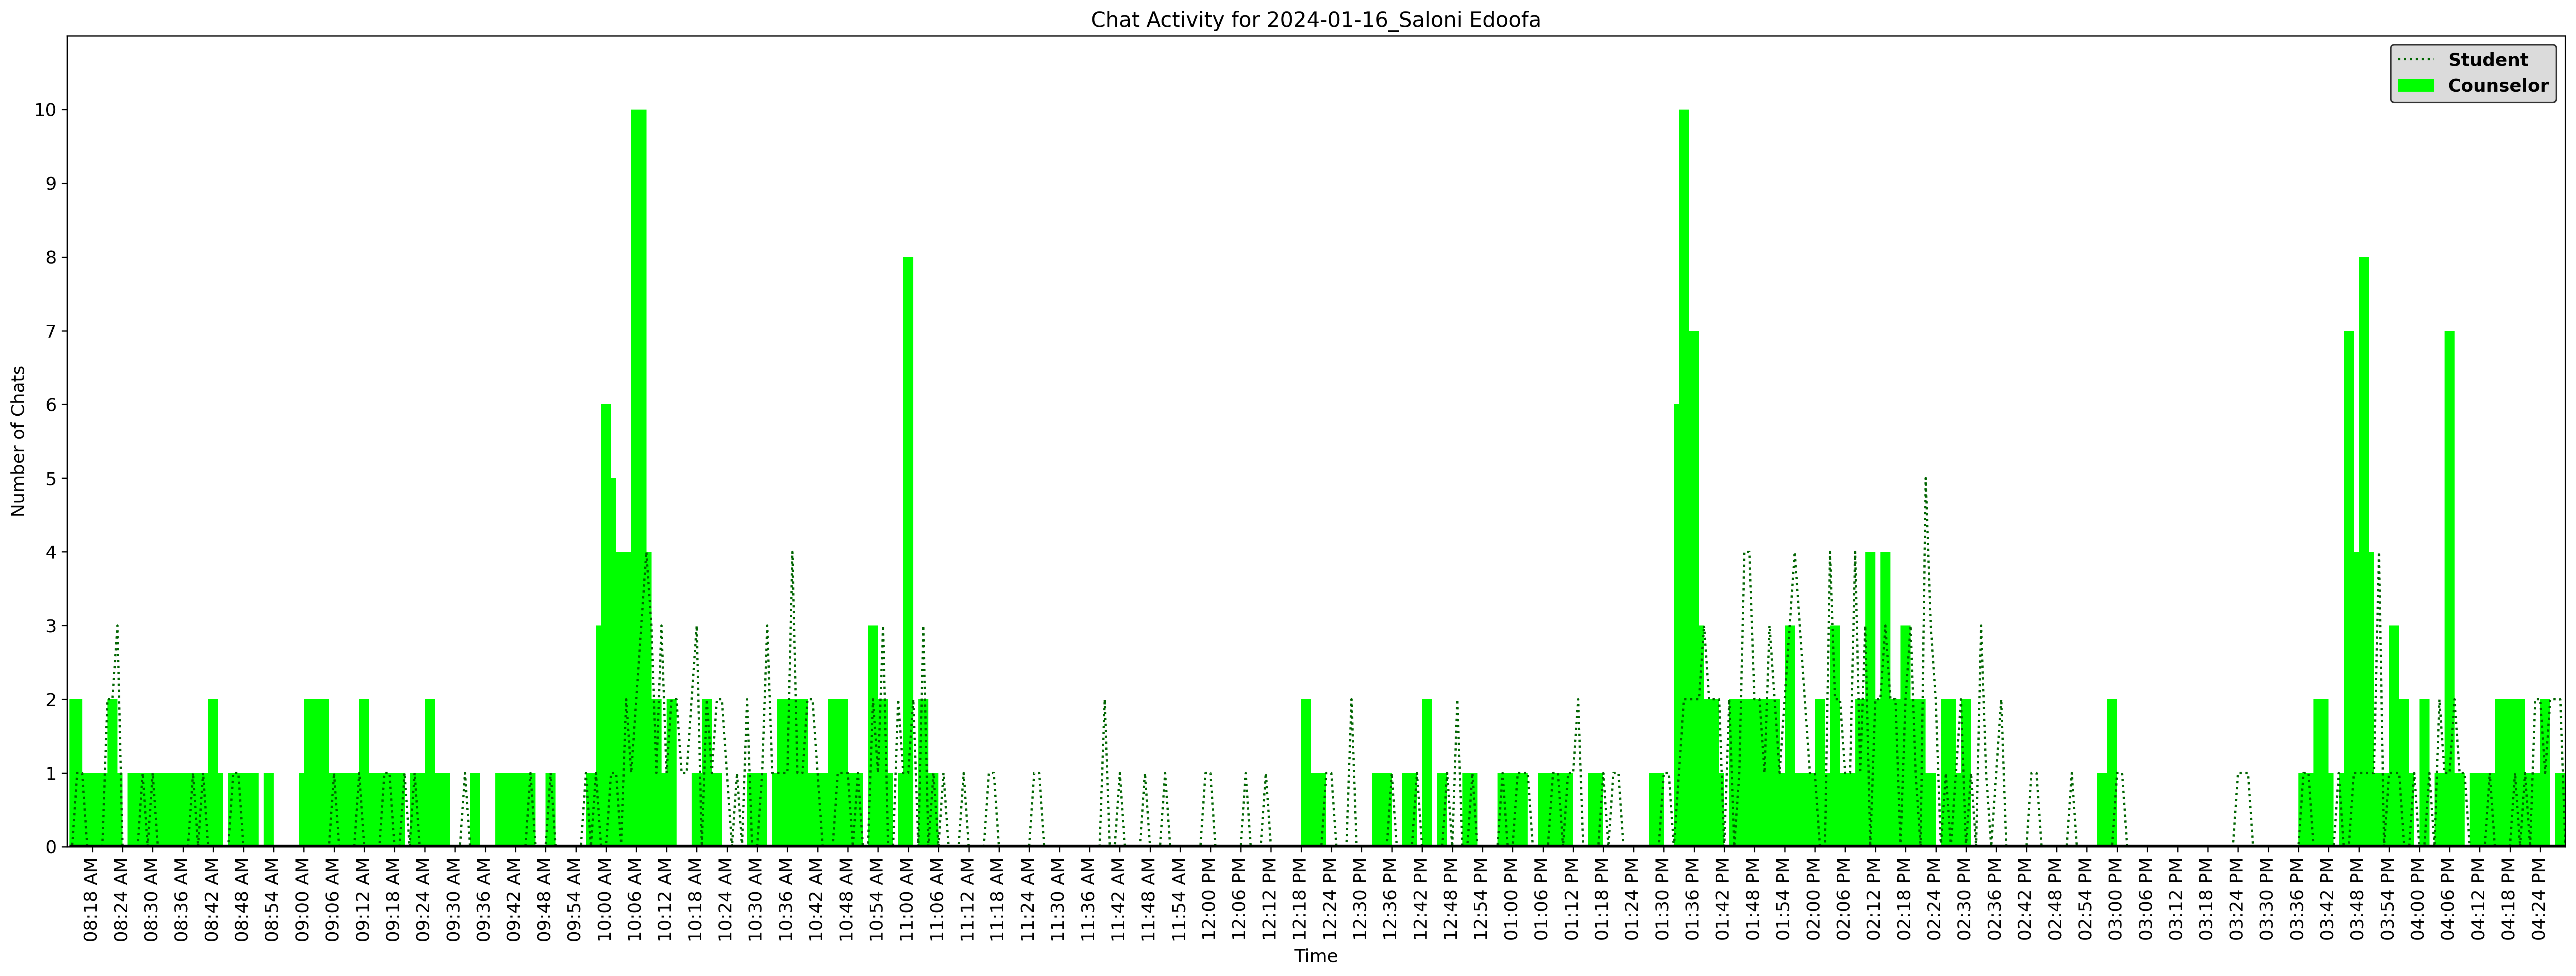 Chat Activity for 2024-01-16_Saloni Edoofa
Student
Counselor
Number of Chats
10
9
8
7
6
5
4
3
2
1
0
08:18 AM
08:24 AM
08:30 AM
08:36 AM
08:42 AM
08:48 AM
08:54 AM
09:00 AM
09:06 AM
09:12 AM
09:18 AM
09:24 AM
09:30 AM
09:36 AM
09:42 AM
09:48 AM
09:54 AM
10:00 AM
10:06 AM
10:12 AM
10:18 AM
10:24 AM
10:30 AM
10:36 AM
10:42 AM
10:48 AM
10:54 AM
11:00 AM
11:06 AM
11:12 AM
11:18 AM
11:24 AM
11:30 AM
11:36 AM
11:42 AM
11:48 AM
11:54 AM
12:00 PM
12:06 PM
12:12 PM
12:18 PM
12:24 PM
12:30 PM
12:36 PM
12:42 PM
12:48 PM
12:54 PM
01:00 PM
01:06 PM
01:12 PM
01:18 PM
01:24 PM
01:30 PM
01:36 PM
01:42 PM
01:48 PM
01:54 PM
02:00 PM
02:06 PM
02:12 PM
02:18 PM
02:24 PM
02:30 PM
02:36 PM
02:42 PM
02:48 PM
02:54 PM
03:00 PM
03:06 PM
03:12 PM
03:18 PM
03:24 PM
03:30 PM
03:36 PM
03:42 PM
03:48 PM
03:54 PM
04:00 PM
04:06 PM
04:12 PM
04:18 PM
04:24 PM
Time